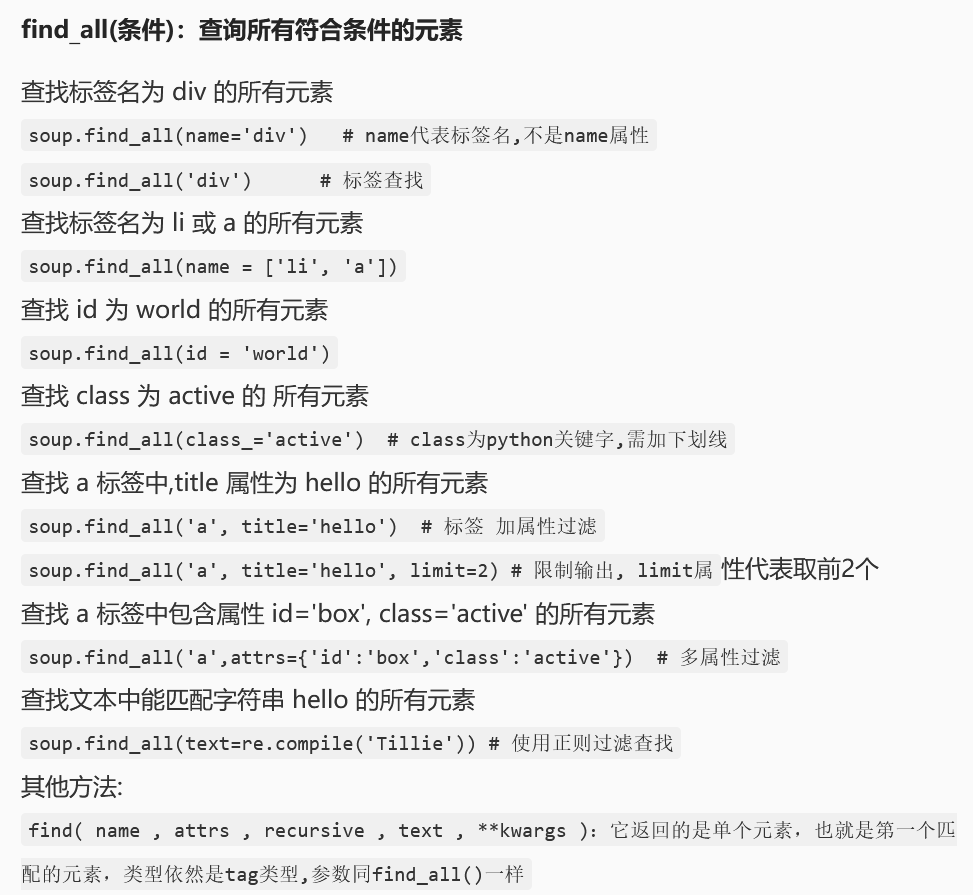 find_all(条件)：查询所有符合条件的元素
查找标签名为 div 的所有元素
soup.find_all(name='div')   # name代表标签名,不是name属性
soup.find_all('div')      # 标签查找
查找标签名为 li 或 a 的所有元素
soup.find_all(name = ['li', 'a'])
查找 id 为 world 的所有元素
soup.find_all(id = 'world')
查找 class 为 active 的 所有元素
soup.find_all(class_='active')  # class为python关键字,需加下划线
查找 a 标签中,title 属性为 hello 的所有元素
soup.find_all('a', title='hello')  # 标签 加属性过滤
soup.find_all('a', title='hello', limit=2) # 限制输出, limit属 性代表取前2个
查找 a 标签中包含属性 id='box', class='active' 的所有元素
soup.find_all('a',attrs={'id':'box','class':'active'})  # 多属性过滤
查找文本中能匹配字符串 hello 的所有元素
soup.find_all(text=re.compile('Tillie')) # 使用正则过滤查找
其他方法:
find( name , attrs , recursive , text , **kwargs )：它返回的是单个元素，也就是第一个匹
配的元素，类型依然是tag类型,参数同find_all()一样